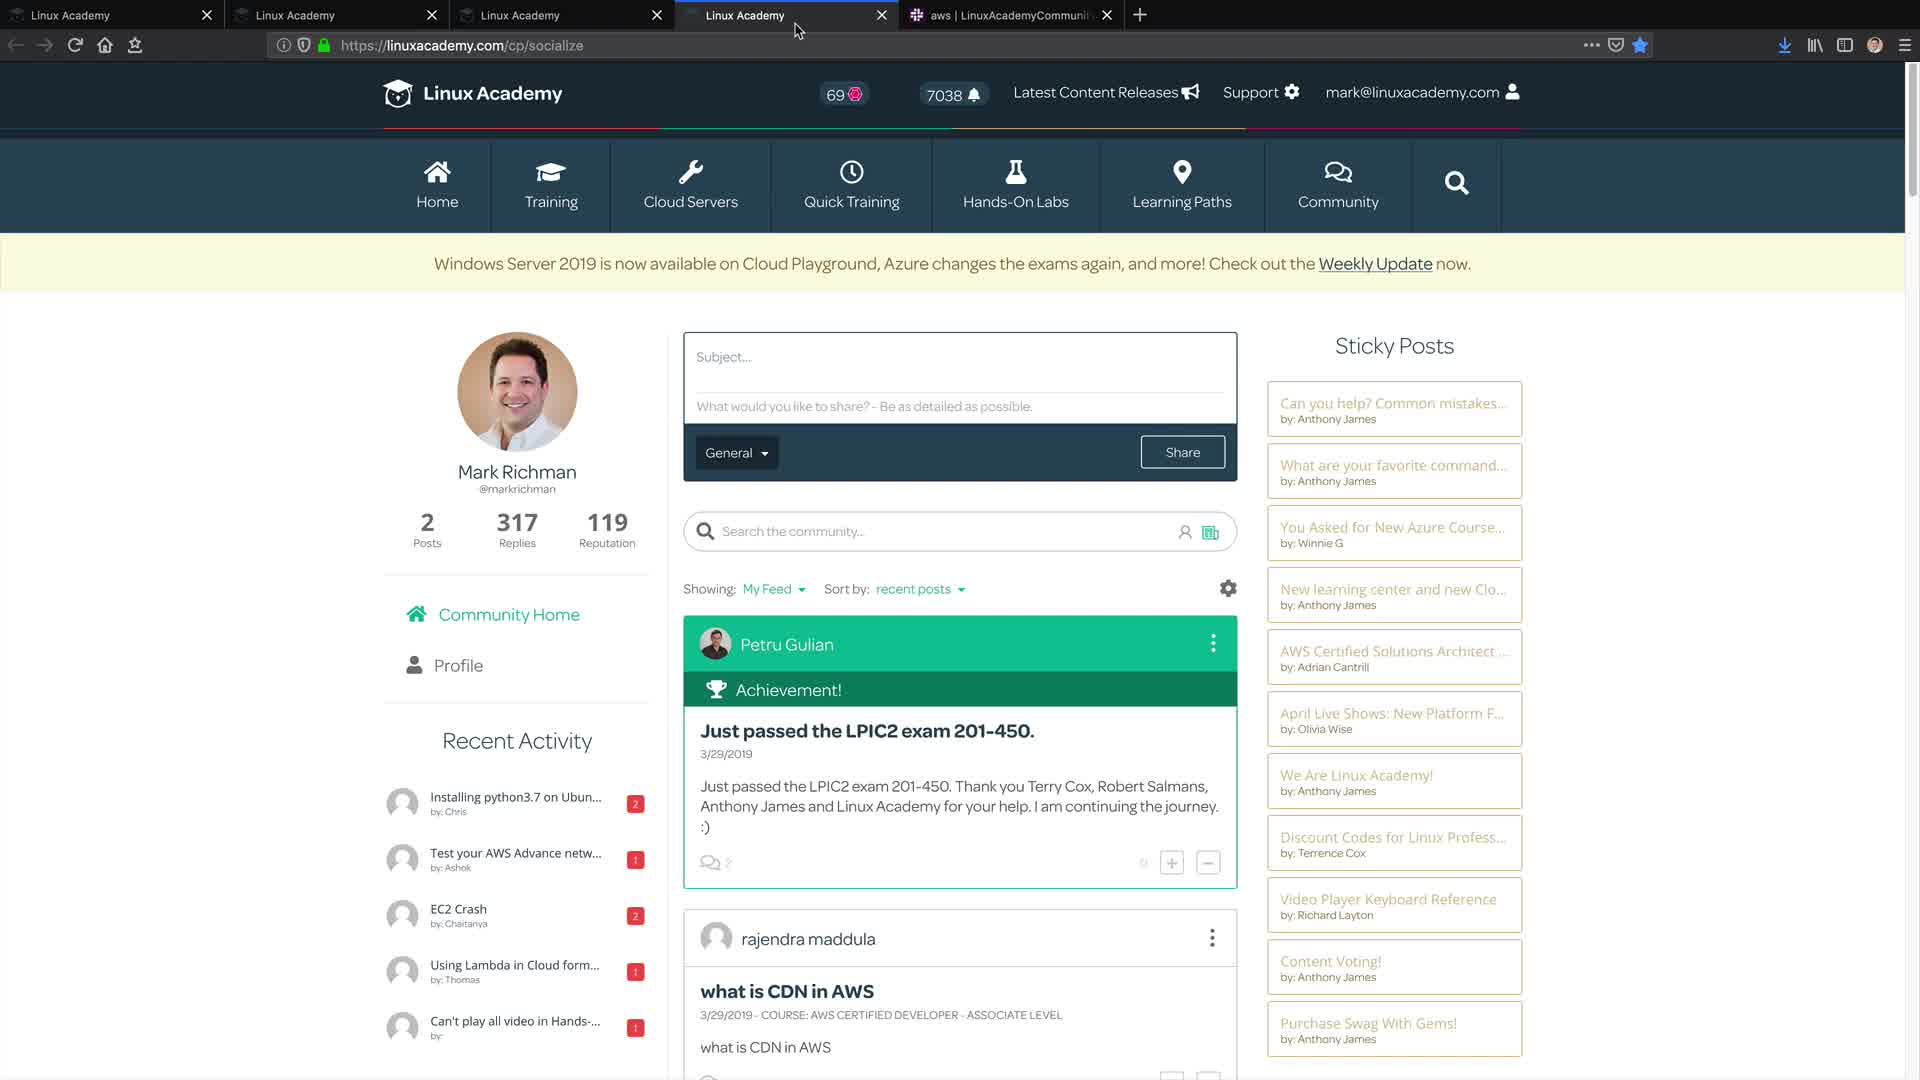 Linux Academy
Linux Academy
Linux Academy
Linux Academy
aws | LinuxAcademyCommuni
https://linuxacademy.com/cp/socialize
Linux Academy
69
7038
Latest Content Releases
Support
mark@linuxacademy.com
Home
Training
Cloud Servers
Quick Training
Hands-On Labs
Learning Paths
Community
Windows Server 2019 is now available on Cloud Playground, Azure changes the exams again, and more! Check out the Weekly Update now.
Mark Richman
@markrichman
2 317 119
Posts Replies Reputation
Community Home
Profile
Recent Activity
Installing python3.7 on Ubun...
by: Chris
2
Test your AWS Advance netw...
by: Ashok
1
EC2 Crash
by: Chaitanya
2
Using Lambda in Cloud form...
by: Thomas
1
Can't play all video in Hands-...
by:
1
Subject...
What would you like to share? - Be as detailed as possible.
General
Share
Search the community...
Showing: My Feed Sort by: recent posts
Petru Gulian
Achievement!
Just passed the LPIC2 exam 201-450.
3/29/2019
Just passed the LPIC2 exam 201-450. Thank you Terry Cox, Robert Salmans,
Anthony James and Linux Academy for your help. I am continuing the journey.
:)
rajendra maddula
what is CDN in AWS
3/29/2019 - COURSE: AWS CERTIFIED DEVELOPER - ASSOCIATE LEVEL
what is CDN in AWS
Sticky Posts
Can you help? Common mistakes...
by: Anthony James
What are your favorite command...
by: Anthony James
You Asked for New Azure Course...
by: Winnie G
New learning center and new Clo...
by: Anthony James
AWS Certified Solutions Architect ...
by: Adrian Cantrill
April Live Shows: New Platform F...
by: Olivia Wise
We Are Linux Academy!
by: Anthony James
Discount Codes for Linux Profess...
by: Terrence Cox
Video Player Keyboard Reference
by: Richard Layton
Content Voting!
by: Anthony James
Purchase Swag With Gems!
by: Anthony James